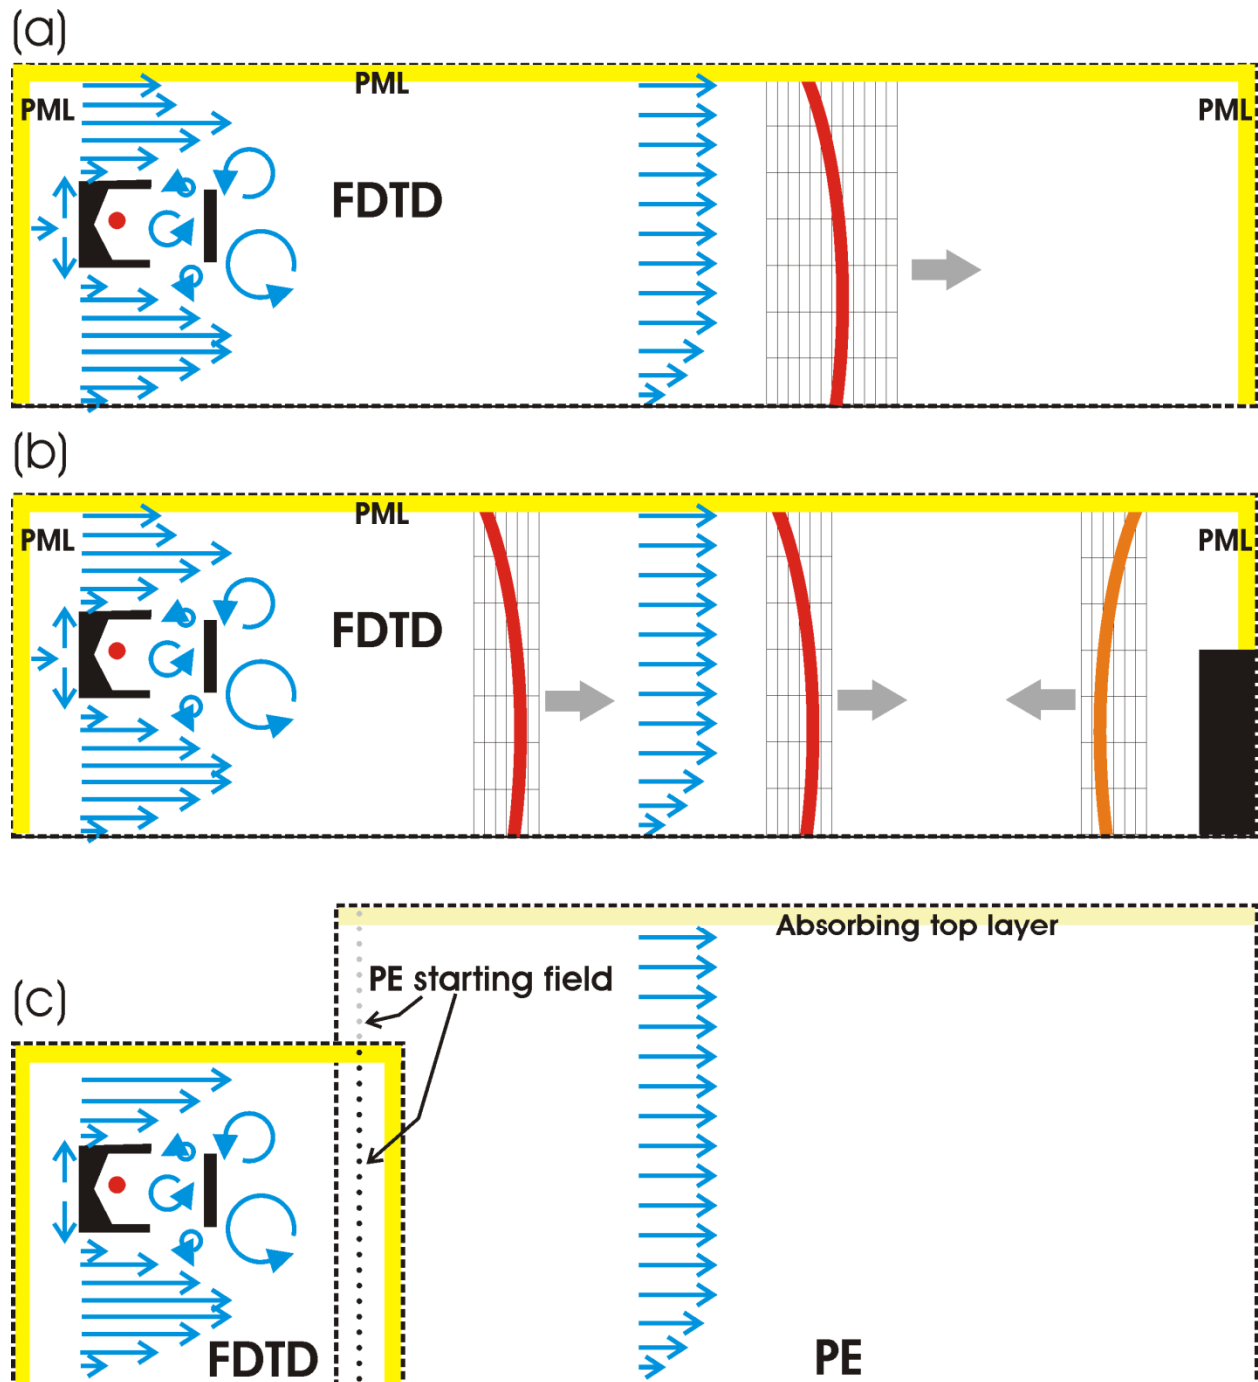 (a)
PML
PML
PML
FDTD
(b)
PML
PML
PML
FDTD
Absorbing top layer
PE starting field
(c)
FDTD
PE